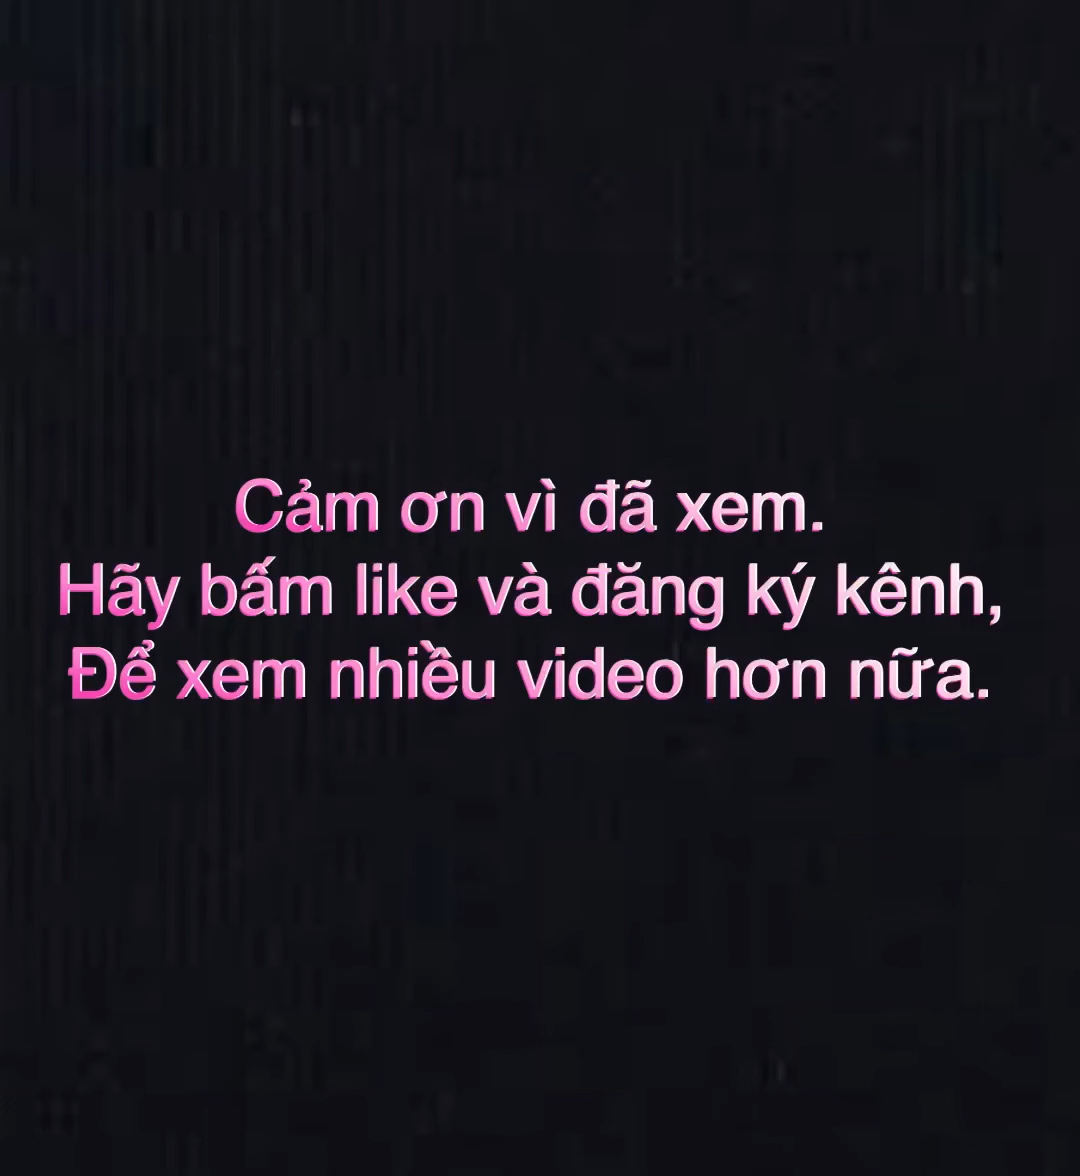 Cảm ơn vì đã xem.
Hãy bấm like và đăng ký kênh,
Để xem nhiều video hơn nữa.